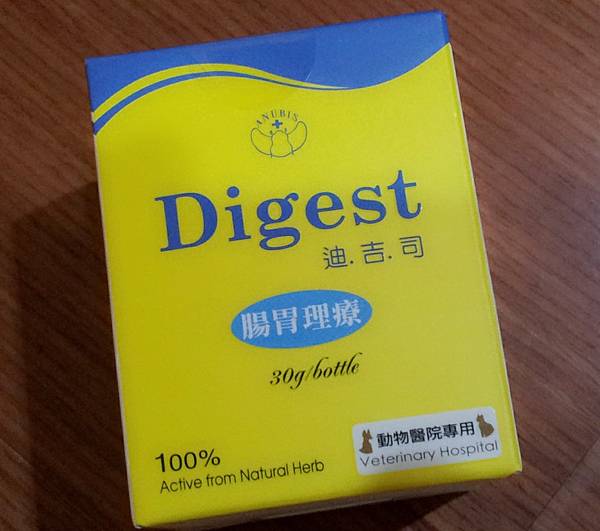 ANUBIS
Digest
迪.吉.司
腸胃理療
30g/bottle
100%
Active from Natural Herb
動物醫院專用
Veterinary Hospital